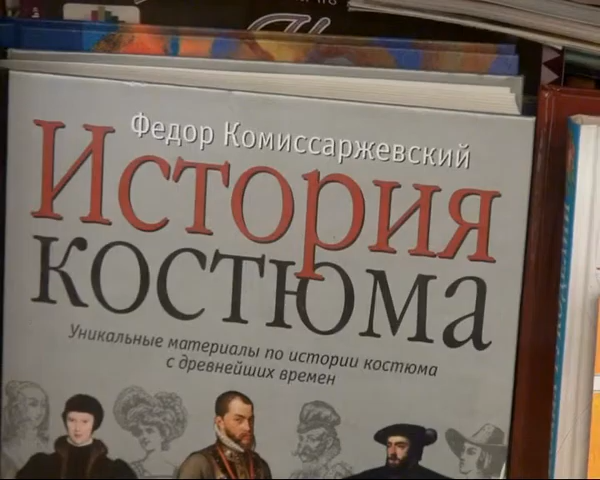 Федор Комиссаржевский
История
костюма
Уникальные материалы по истории костюма
с древнейших времен